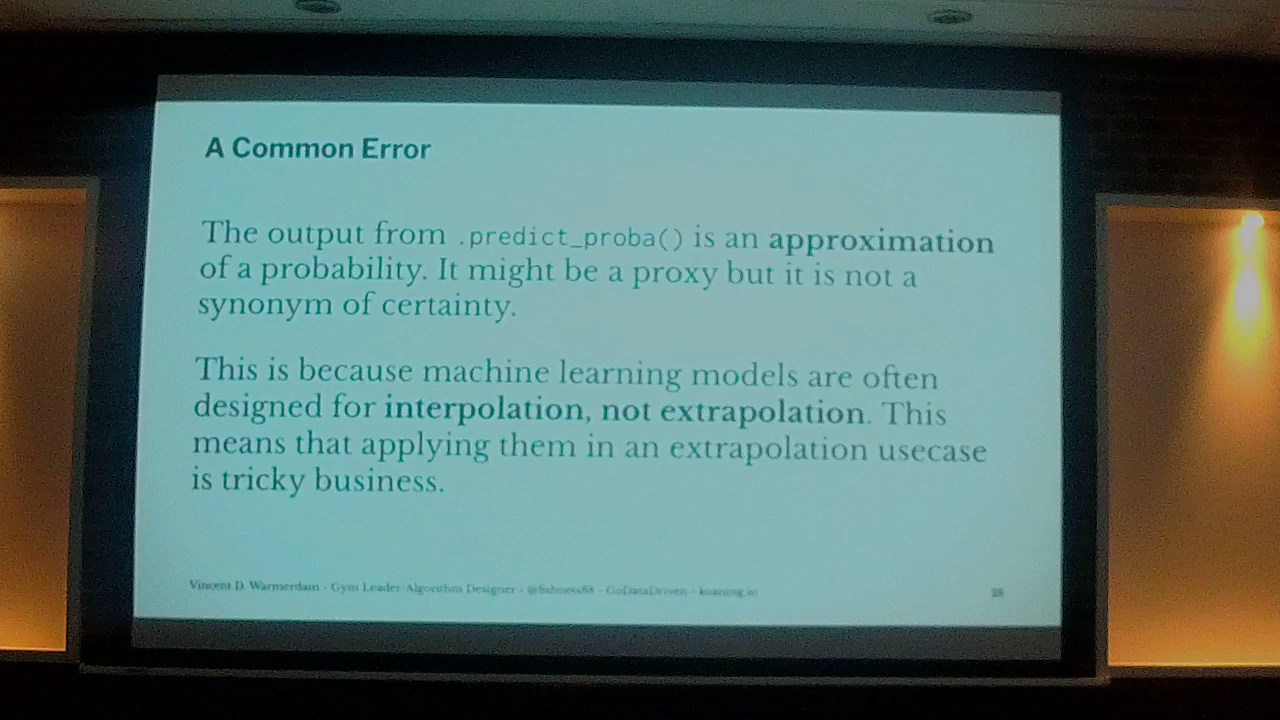 A Common Error
The output from .predict_proba() is an approximation
of a probability. It might be a proxy but it is not a
synonym of certainty.
This is because machine learning models are often
designed for interpolation, not extrapolation. This
means that applying them in an extrapolation usecase
is tricky business.
Vincent D. Warmerdam - Gym Leader/Algorithm Designer - @fishnets88 - GoDataDriven - koaning.io